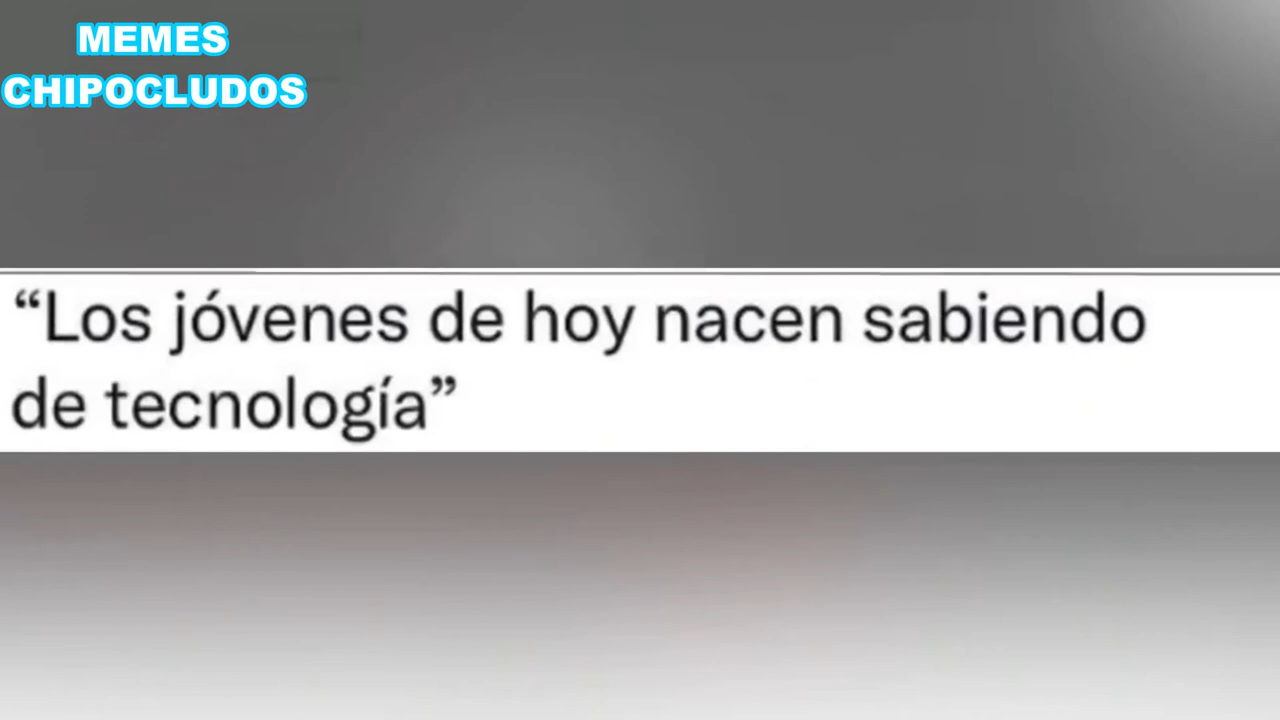 MEMES
CHIPOCLUDOS
“Los jóvenes de hoy nacen sabiendo
de tecnología”